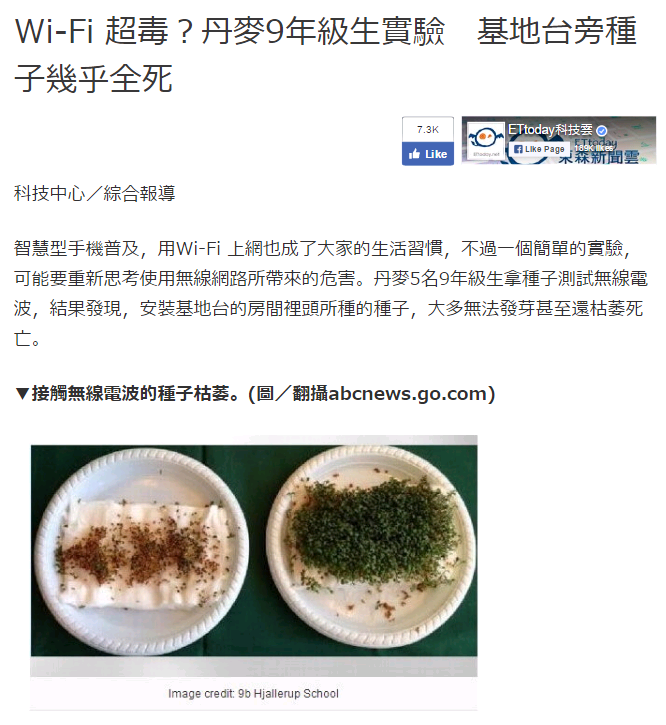 Wi-Fi 超毒？丹麥9年級生實驗　基地台旁種
子幾乎全死
7.3K
Like
ETtoday科技雲
ETtoday
Like Page
189K likes
東森新聞雲
ETtoday.net
科技中心／綜合報導
智慧型手機普及，用Wi-Fi 上網也成了大家的生活習慣，不過一個簡單的實驗，
可能要重新思考使用無線網路所帶來的危害。丹麥5名9年級生拿種子測試無線電
波，結果發現，安裝基地台的房間裡頭所種的種子，大多無法發芽甚至還枯萎死
亡。
▼接觸無線電波的種子枯萎。(圖／翻攝abcnews.go.com)
Image credit: 9b Hjallerup School